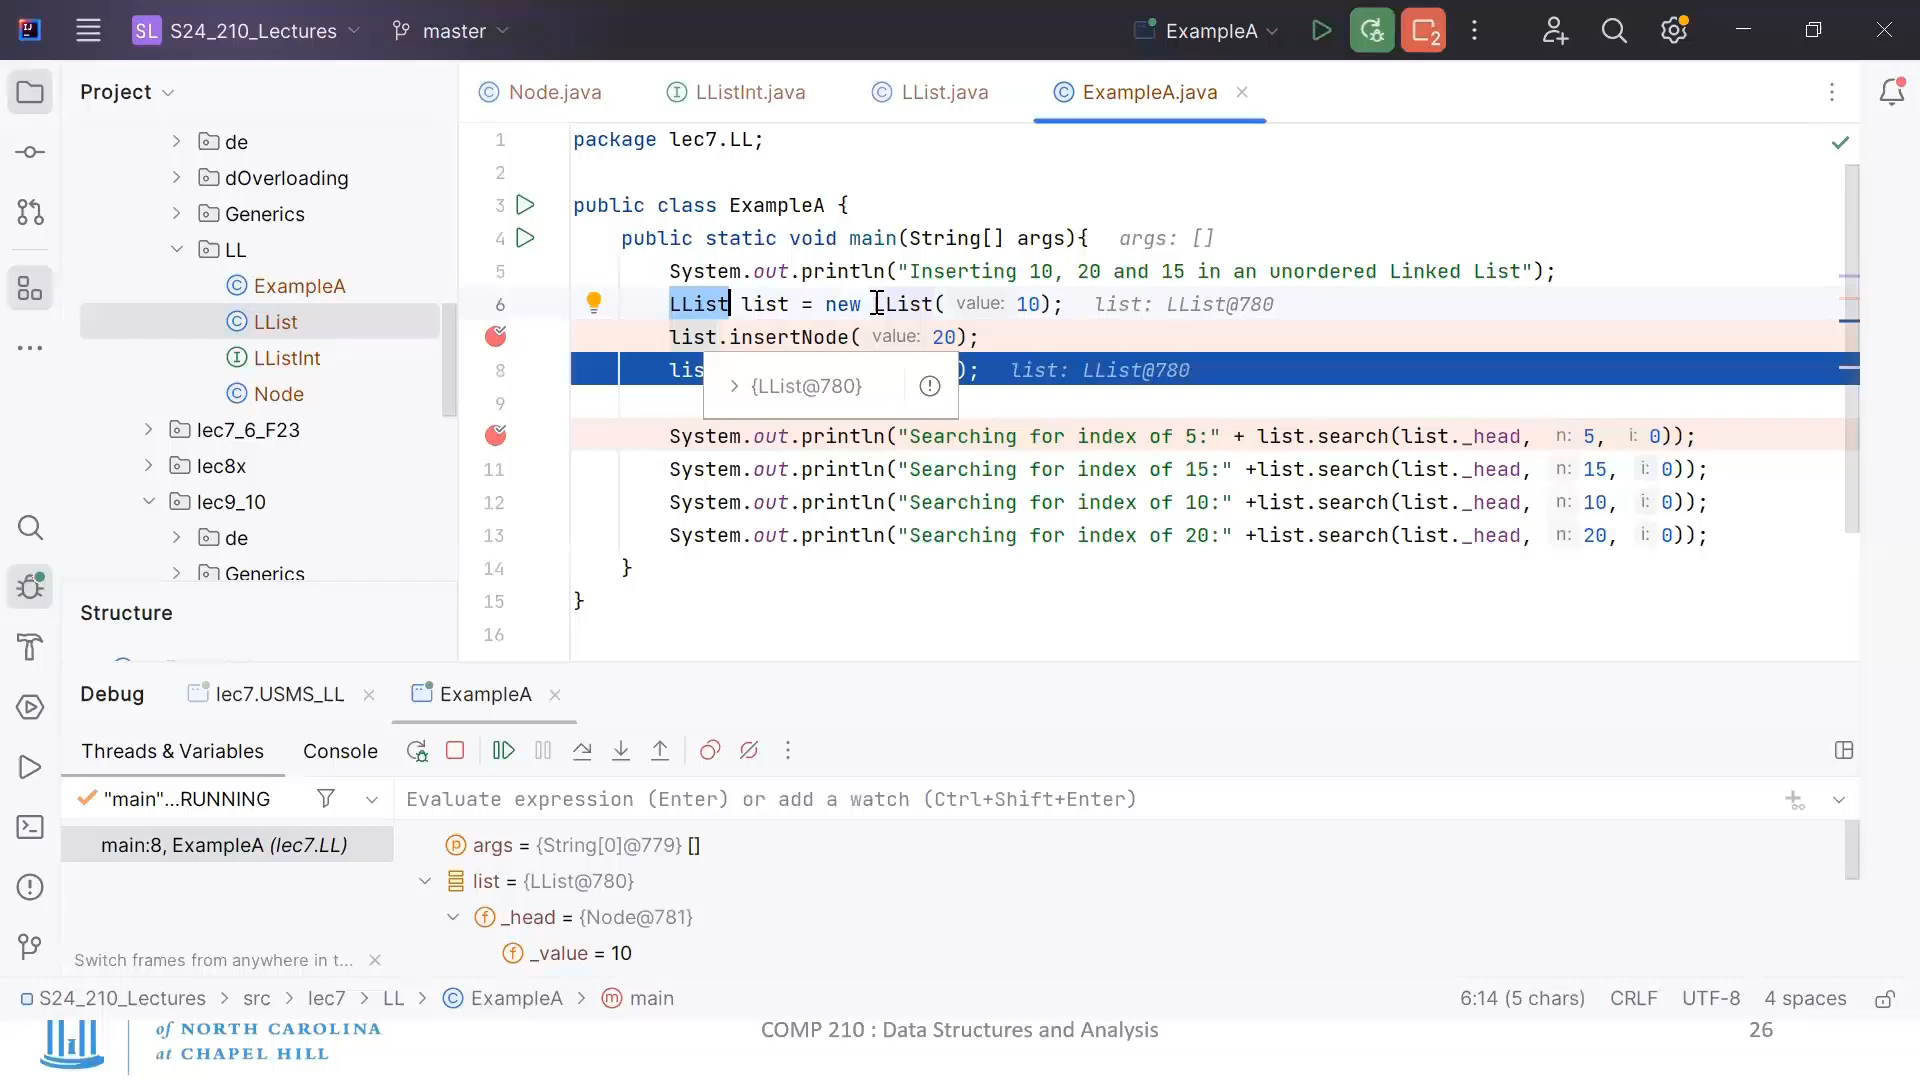 SL S24_210_Lectures master ExampleA 2
Project
de
dOverloading
Generics
LL
ExampleA
LList
LListInt
Node
lec7_6_F23
lec8x
lec9_10
de
Generics
Structure
Node.java LListInt.java LList.java ExampleA.java
1 package lec7.LL;
2
3 public class ExampleA {
4 public static void main(String[] args){ args: []
5 System.out.println("Inserting 10, 20 and 15 in an unordered Linked List");
6 LList list = new LList( value: 10); list: LList@780
list.insertNode( value: 20);
8 lis ); list: LList@780
{LList@780}
9
System.out.println("Searching for index of 5:" + list.search(list._head, n: 5, i: 0));
11 System.out.println("Searching for index of 15:" +list.search(list._head, n: 15, i: 0));
12 System.out.println("Searching for index of 10:" +list.search(list._head, n: 10, i: 0));
13 System.out.println("Searching for index of 20:" +list.search(list._head, n: 20, i: 0));
14 }
15 }
16
Debug lec7.USMS_LL ExampleA
Threads & Variables Console
"main"...RUNNING
Evaluate expression (Enter) or add a watch (Ctrl+Shift+Enter)
main:8, ExampleA (lec7.LL)
args = {String[0]@779} []
list = {LList@780}
_head = {Node@781}
_value = 10
Switch frames from anywhere in t...
S24_210_Lectures > src > lec7 > LL > ExampleA > main
6:14 (5 chars) CRLF UTF-8 4 spaces
of NORTH CAROLINA
at CHAPEL HILL
COMP 210 : Data Structures and Analysis
26